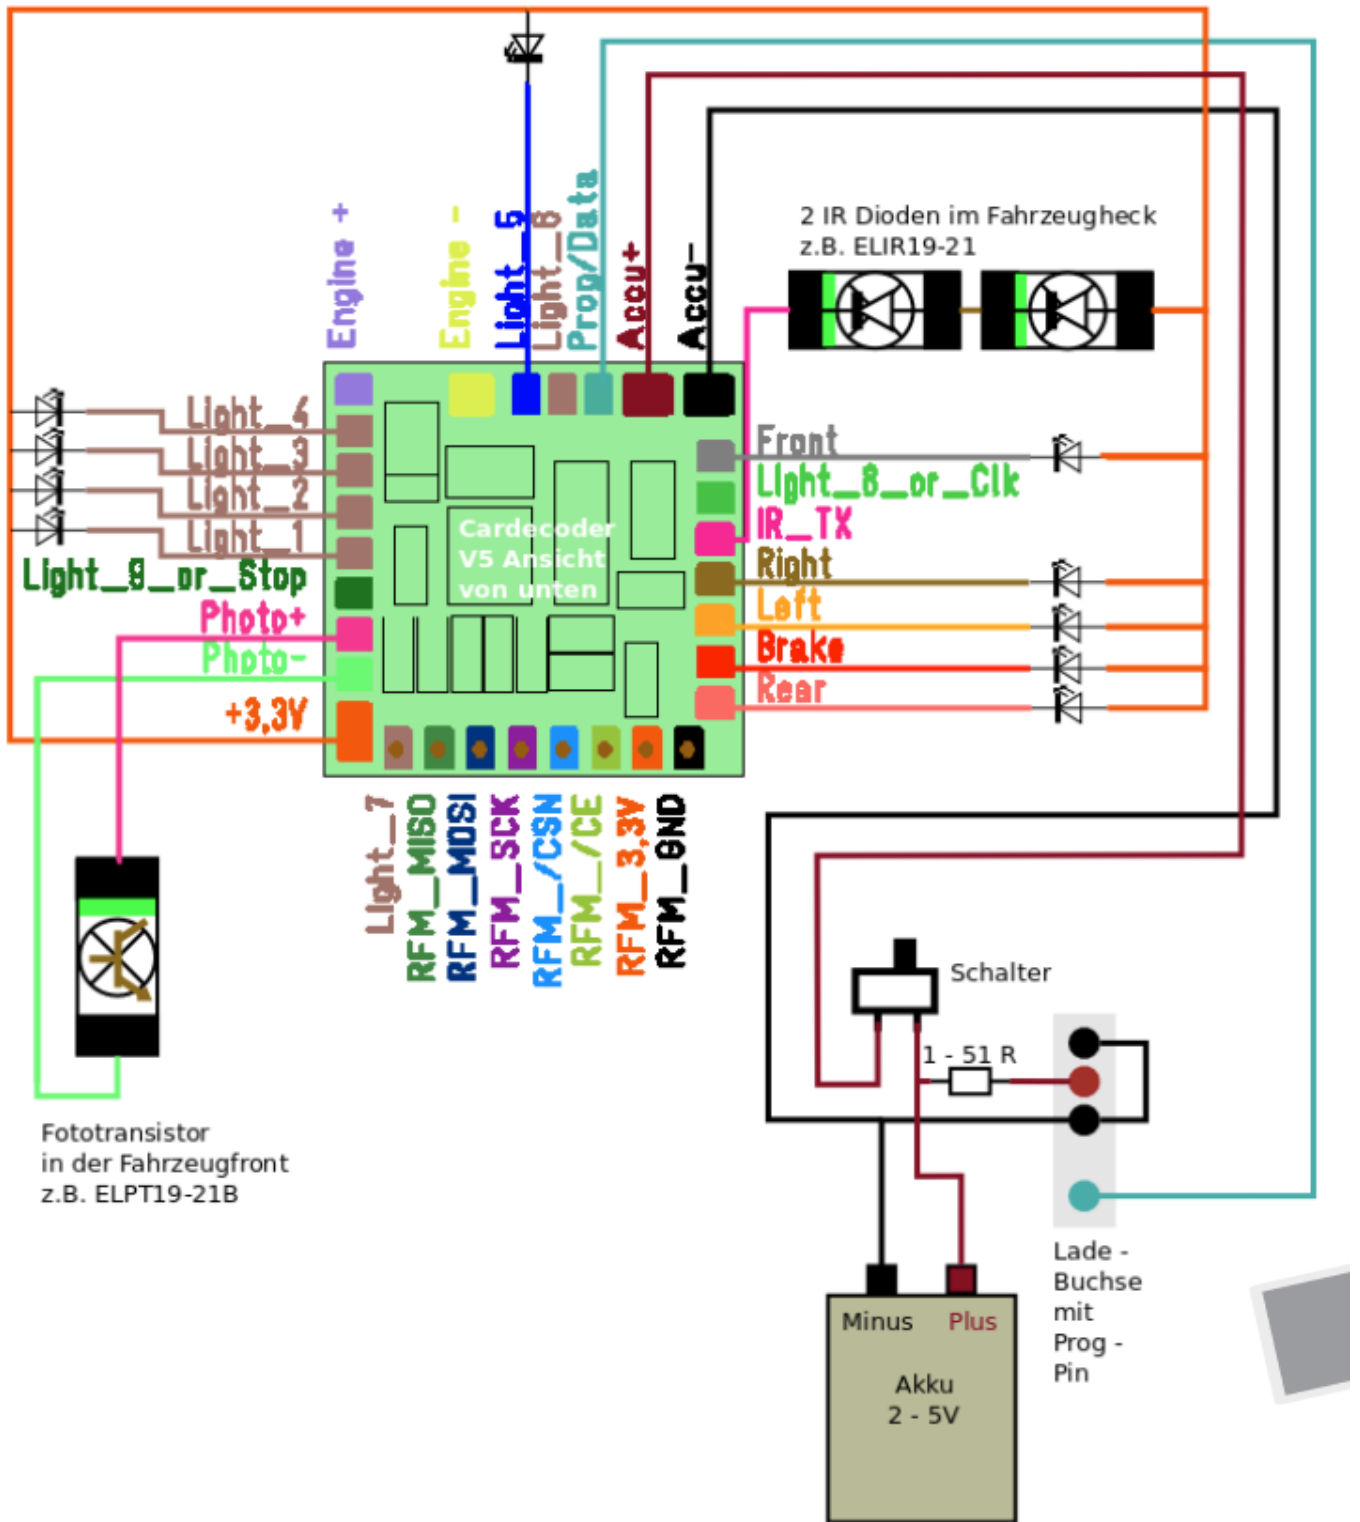 2 IR Dioden im Fahrzeugheck
z.B. ELIR19-21
Engine +
Engine -
Light_5
Light_6
Prog/Data
Accu+
Accu-
Light_4
Light_3
Light_2
Light_1
Light_9_or_Stop
Photo+
Photo-
+3,3V
Cardecoder
V5 Ansicht
von unten
Front
Light_8_or_Clk
IR_TX
Right
Left
Brake
Rear
Light_7
RFM_MISO
RFM_MOSI
RFM_SCK
RFM_/CSN
RFM_/CE
RFM_3,3V
RFM_GND
Schalter
1 - 51 R
Fototransistor
in der Fahrzeugfront
z.B. ELPT19-21B
Lade -
Buchse
mit
Prog -
Pin
Minus Plus
Akku
2 - 5V